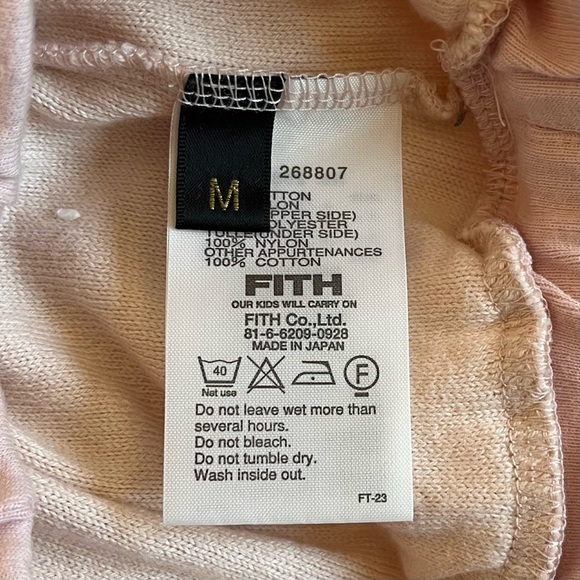 M
268807
TTON
LON
PPER SIDE)
OLYESTER
TULLE(UNDER SIDE)
100% NYLON
OTHER APPURTENANCES
100% COTTON
FITH
OUR KIDS WILL CARRY ON
FITH Co.,Ltd.
81-6-6209-0928
MADE IN JAPAN
40
F
Net use
Do not leave wet more than
several hours.
Do not bleach.
Do not tumble dry.
Wash inside out.
FT-23